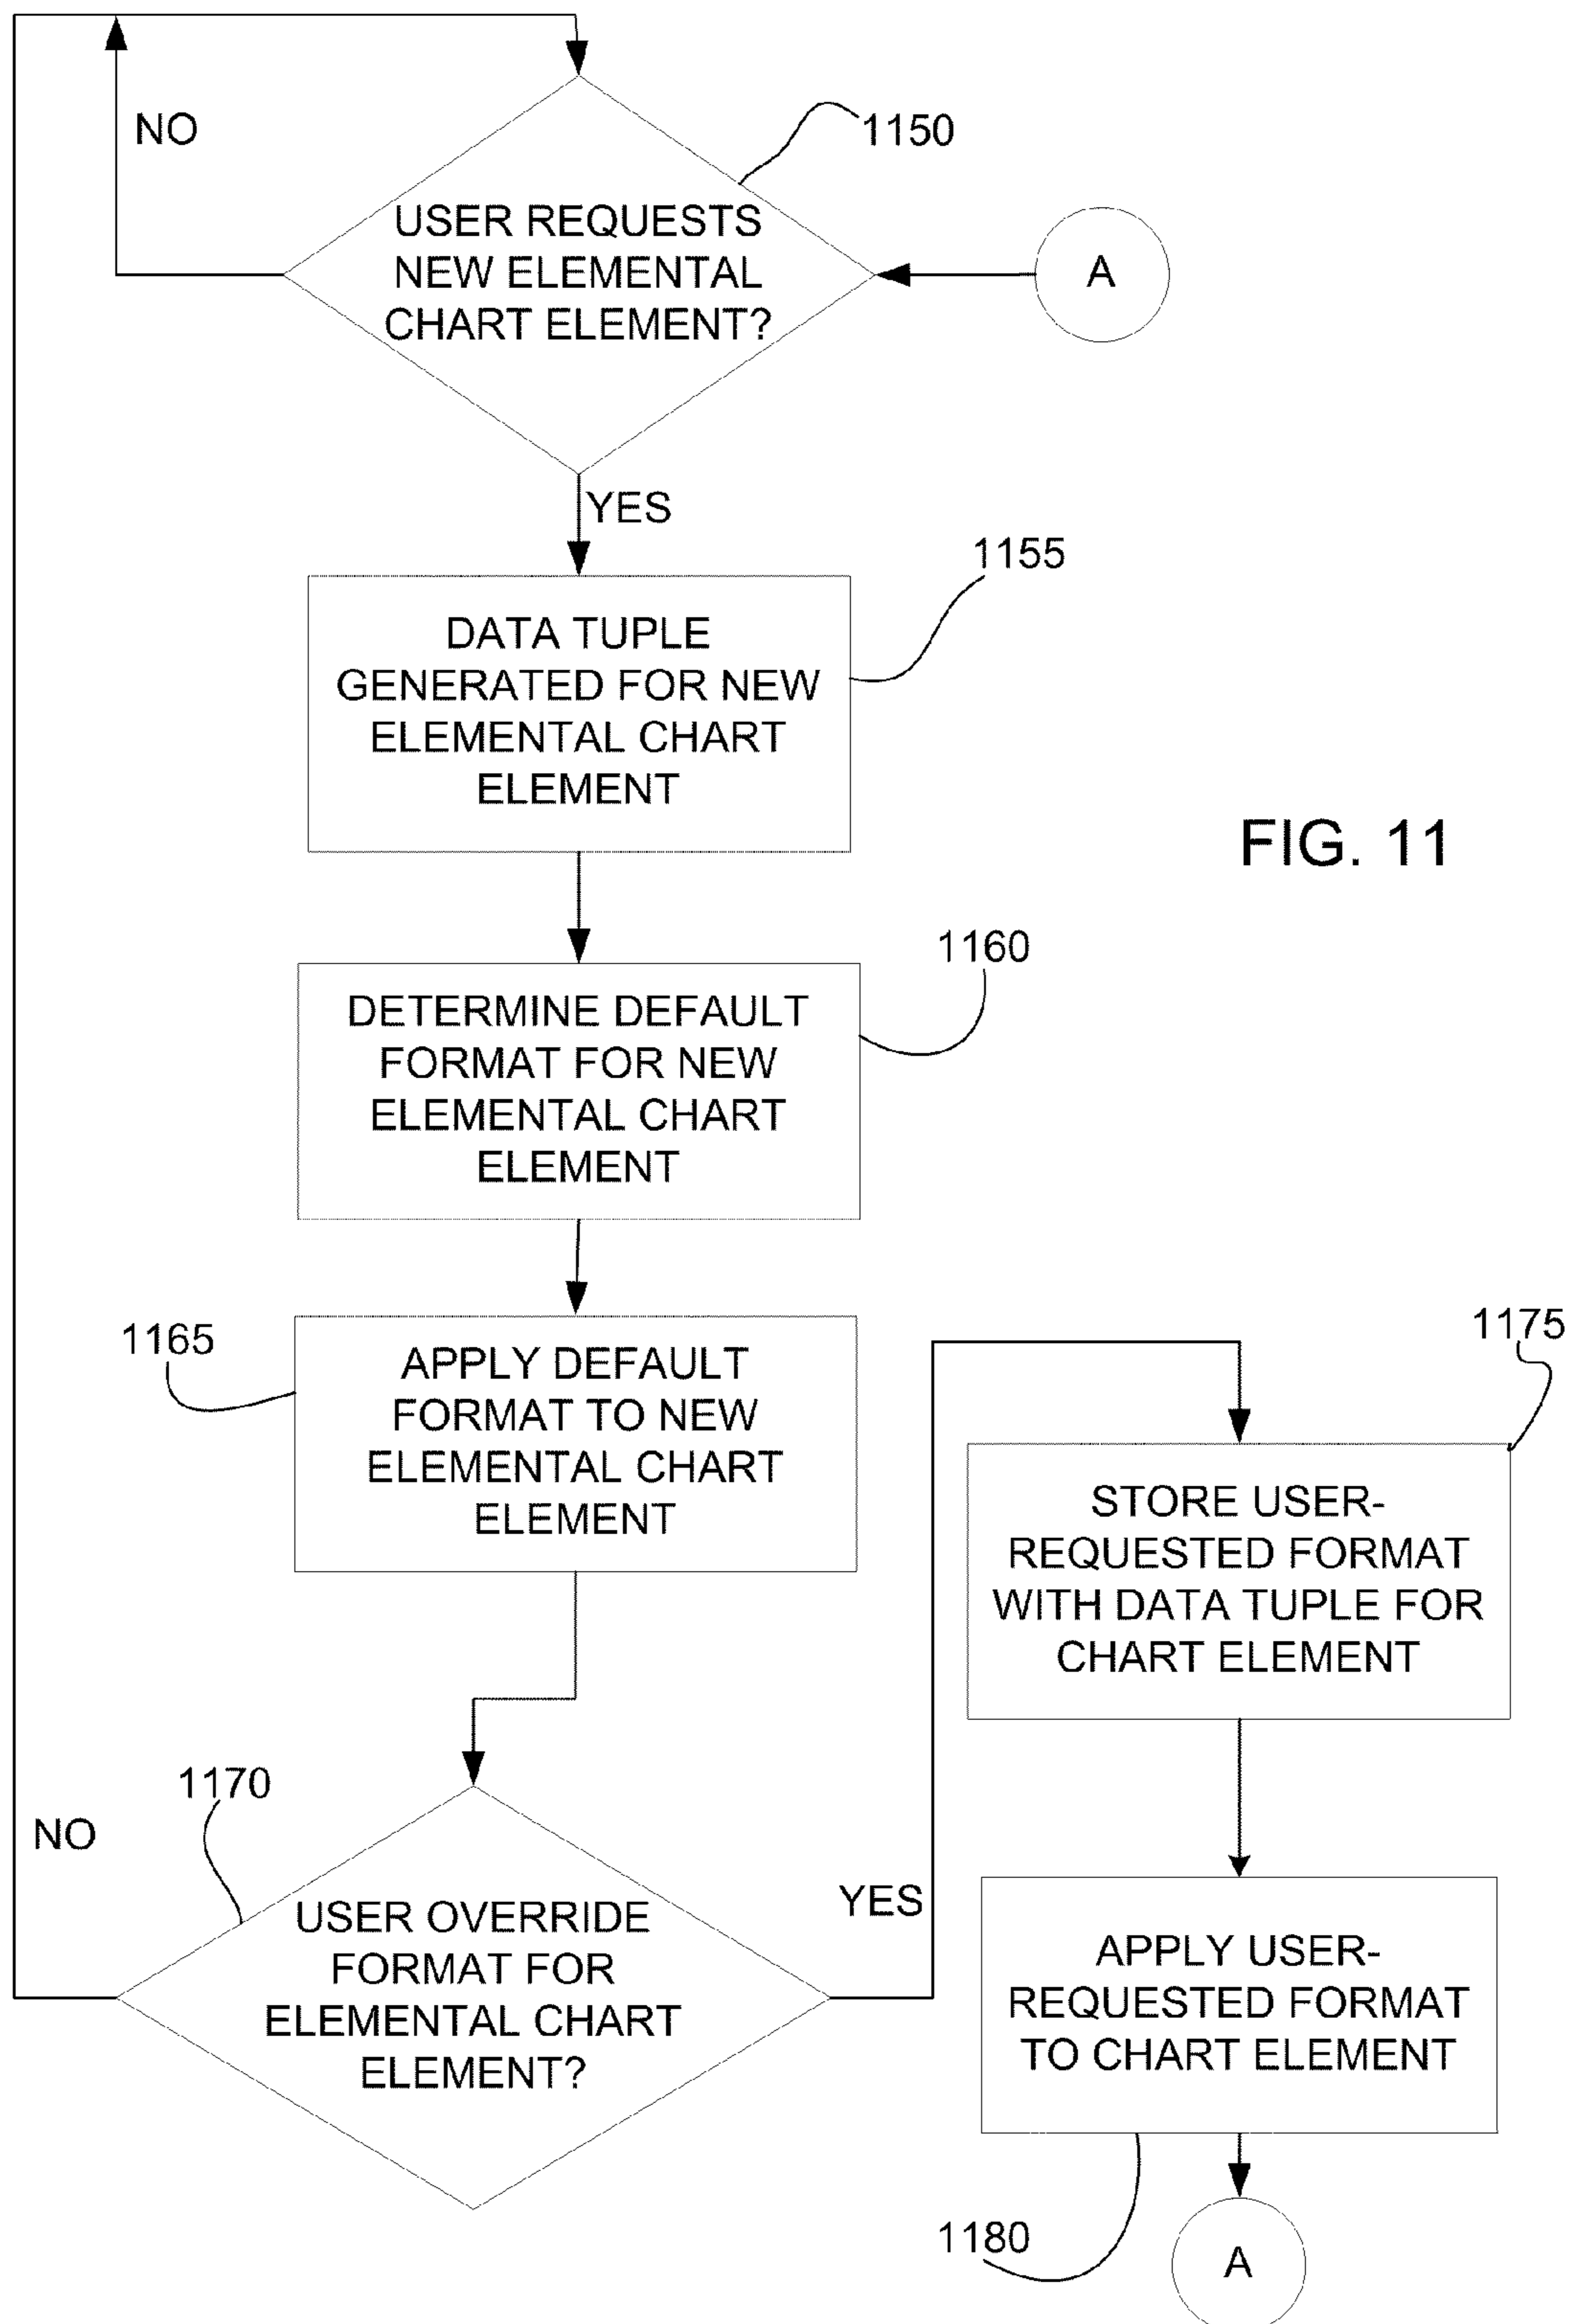 NO
1150
USER REQUESTS
NEW ELEMENTAL
CHART ELEMENT?
A
YES
1155
DATA TUPLE
GENERATED FOR NEW
ELEMENTAL CHART
ELEMENT
FIG. 11
1160
DETERMINE DEFAULT
FORMAT FOR NEW
ELEMENTAL CHART
ELEMENT
1165
APPLY DEFAULT
FORMAT TO NEW
ELEMENTAL CHART
ELEMENT
1175
STORE USER-
REQUESTED FORMAT
WITH DATA TUPLE FOR
CHART ELEMENT
1170
NO
YES
USER OVERRIDE
FORMAT FOR
ELEMENTAL CHART
ELEMENT?
APPLY USER-
REQUESTED FORMAT
TO CHART ELEMENT
1180
A